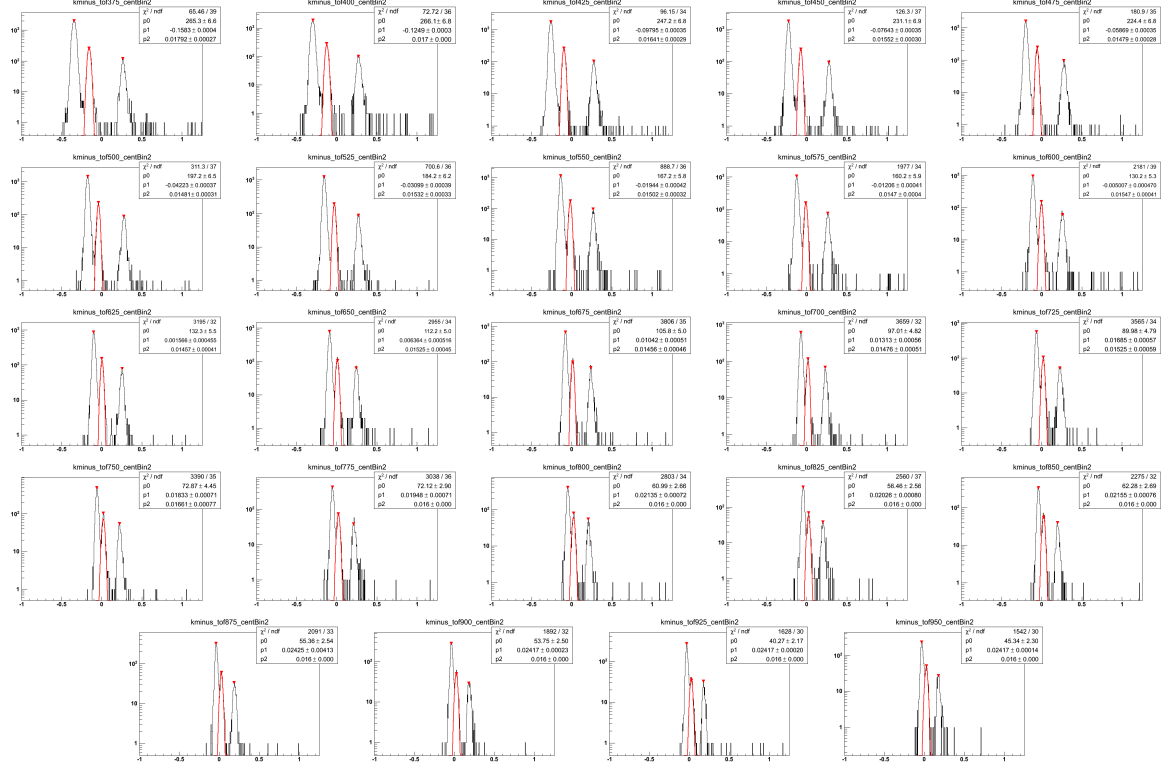 kminus_tof375_centBin2
χ² / ndf 65.46 / 39
p0 265.3 ± 6.6
p1 -0.1583 ± 0.0004
p2 0.01792 ± 0.00027
kminus_tof400_centBin2
χ² / ndf 72.72 / 36
p0 266.1 ± 6.8
p1 -0.1249 ± 0.0003
p2 0.017 ± 0.000
kminus_tof425_centBin2
χ² / ndf 96.15 / 34
p0 247.2 ± 6.8
p1 -0.09795 ± 0.00035
p2 0.01641 ± 0.00029
kminus_tof450_centBin2
χ² / ndf 126.3 / 37
p0 231.1 ± 6.9
p1 -0.07643 ± 0.00035
p2 0.01552 ± 0.00030
kminus_tof475_centBin2
χ² / ndf 180.9 / 35
p0 224.4 ± 6.8
p1 -0.05869 ± 0.00035
p2 0.01479 ± 0.00028
kminus_tof500_centBin2
χ² / ndf 311.3 / 37
p0 197.2 ± 6.5
p1 -0.04223 ± 0.00037
p2 0.01481 ± 0.00031
kminus_tof525_centBin2
χ² / ndf 700.6 / 36
p0 184.2 ± 6.2
p1 -0.03099 ± 0.00039
p2 0.01532 ± 0.00033
kminus_tof550_centBin2
χ² / ndf 888.7 / 36
p0 167.2 ± 5.8
p1 -0.01944 ± 0.00042
p2 0.01502 ± 0.00032
kminus_tof575_centBin2
χ² / ndf 1977 / 34
p0 160.2 ± 5.9
p1 -0.01206 ± 0.00041
p2 0.0147 ± 0.0004
kminus_tof600_centBin2
χ² / ndf 2181 / 39
p0 130.2 ± 5.3
p1 -0.005007 ± 0.000470
p2 0.01547 ± 0.00041
kminus_tof625_centBin2
χ² / ndf 3195 / 32
p0 132.3 ± 5.5
p1 0.001566 ± 0.000455
p2 0.01457 ± 0.00041
kminus_tof650_centBin2
χ² / ndf 2955 / 34
p0 112.2 ± 5.0
p1 0.006364 ± 0.000516
p2 0.01525 ± 0.00045
kminus_tof675_centBin2
χ² / ndf 3806 / 35
p0 105.8 ± 5.0
p1 0.01042 ± 0.00051
p2 0.01456 ± 0.00046
kminus_tof700_centBin2
χ² / ndf 3659 / 32
p0 97.01 ± 4.82
p1 0.01313 ± 0.00056
p2 0.01476 ± 0.00051
kminus_tof725_centBin2
χ² / ndf 3565 / 34
p0 89.98 ± 4.79
p1 0.01685 ± 0.00057
p2 0.01525 ± 0.00059
kminus_tof750_centBin2
χ² / ndf 3390 / 35
p0 72.87 ± 4.45
p1 0.01833 ± 0.00071
p2 0.01661 ± 0.00077
kminus_tof775_centBin2
χ² / ndf 3038 / 36
p0 72.12 ± 2.90
p1 0.01948 ± 0.00071
p2 0.016 ± 0.000
kminus_tof800_centBin2
χ² / ndf 2803 / 34
p0 60.99 ± 2.66
p1 0.02135 ± 0.00072
p2 0.016 ± 0.000
kminus_tof825_centBin2
χ² / ndf 2560 / 37
p0 56.46 ± 2.56
p1 0.02026 ± 0.00080
p2 0.016 ± 0.000
kminus_tof850_centBin2
χ² / ndf 2275 / 32
p0 62.28 ± 2.69
p1 0.02155 ± 0.00076
p2 0.016 ± 0.000
kminus_tof875_centBin2
χ² / ndf 2091 / 33
p0 55.36 ± 2.54
p1 0.02425 ± 0.00413
p2 0.016 ± 0.000
kminus_tof900_centBin2
χ² / ndf 1892 / 32
p0 53.75 ± 2.50
p1 0.02417 ± 0.00023
p2 0.016 ± 0.000
kminus_tof925_centBin2
χ² / ndf 1628 / 30
p0 40.27 ± 2.17
p1 0.02417 ± 0.00020
p2 0.016 ± 0.000
kminus_tof950_centBin2
χ² / ndf 1542 / 30
p0 45.34 ± 2.30
p1 0.02417 ± 0.00014
p2 0.016 ± 0.000